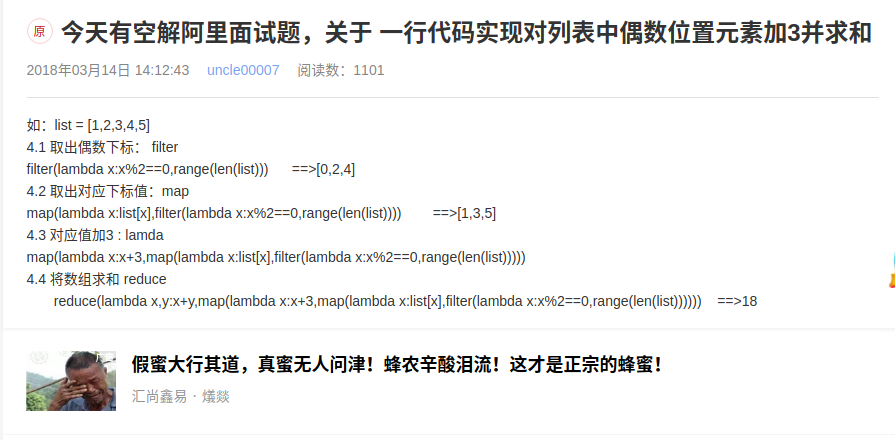 原 今天有空解阿里面试题，关于 一行代码实现对列表中偶数位置元素加3并求和
2018年03月14日 14:12:43 uncle00007 阅读数：1101
如：list = [1,2,3,4,5]
4.1 取出偶数下标： filter
filter(lambda x:x%2==0,range(len(list))) ==>[0,2,4]
4.2 取出对应下标值：map
map(lambda x:list[x],filter(lambda x:x%2==0,range(len(list)))) ==>[1,3,5]
4.3 对应值加3 : lamda
map(lambda x:x+3,map(lambda x:list[x],filter(lambda x:x%2==0,range(len(list)))))
4.4 将数组求和 reduce
reduce(lambda x,y:x+y,map(lambda x:x+3,map(lambda x:list[x],filter(lambda x:x%2==0,range(len(list)))))) ==>18
假蜜大行其道，真蜜无人问津！蜂农辛酸泪流！这才是正宗的蜂蜜！
汇尚鑫易 · 燨燚